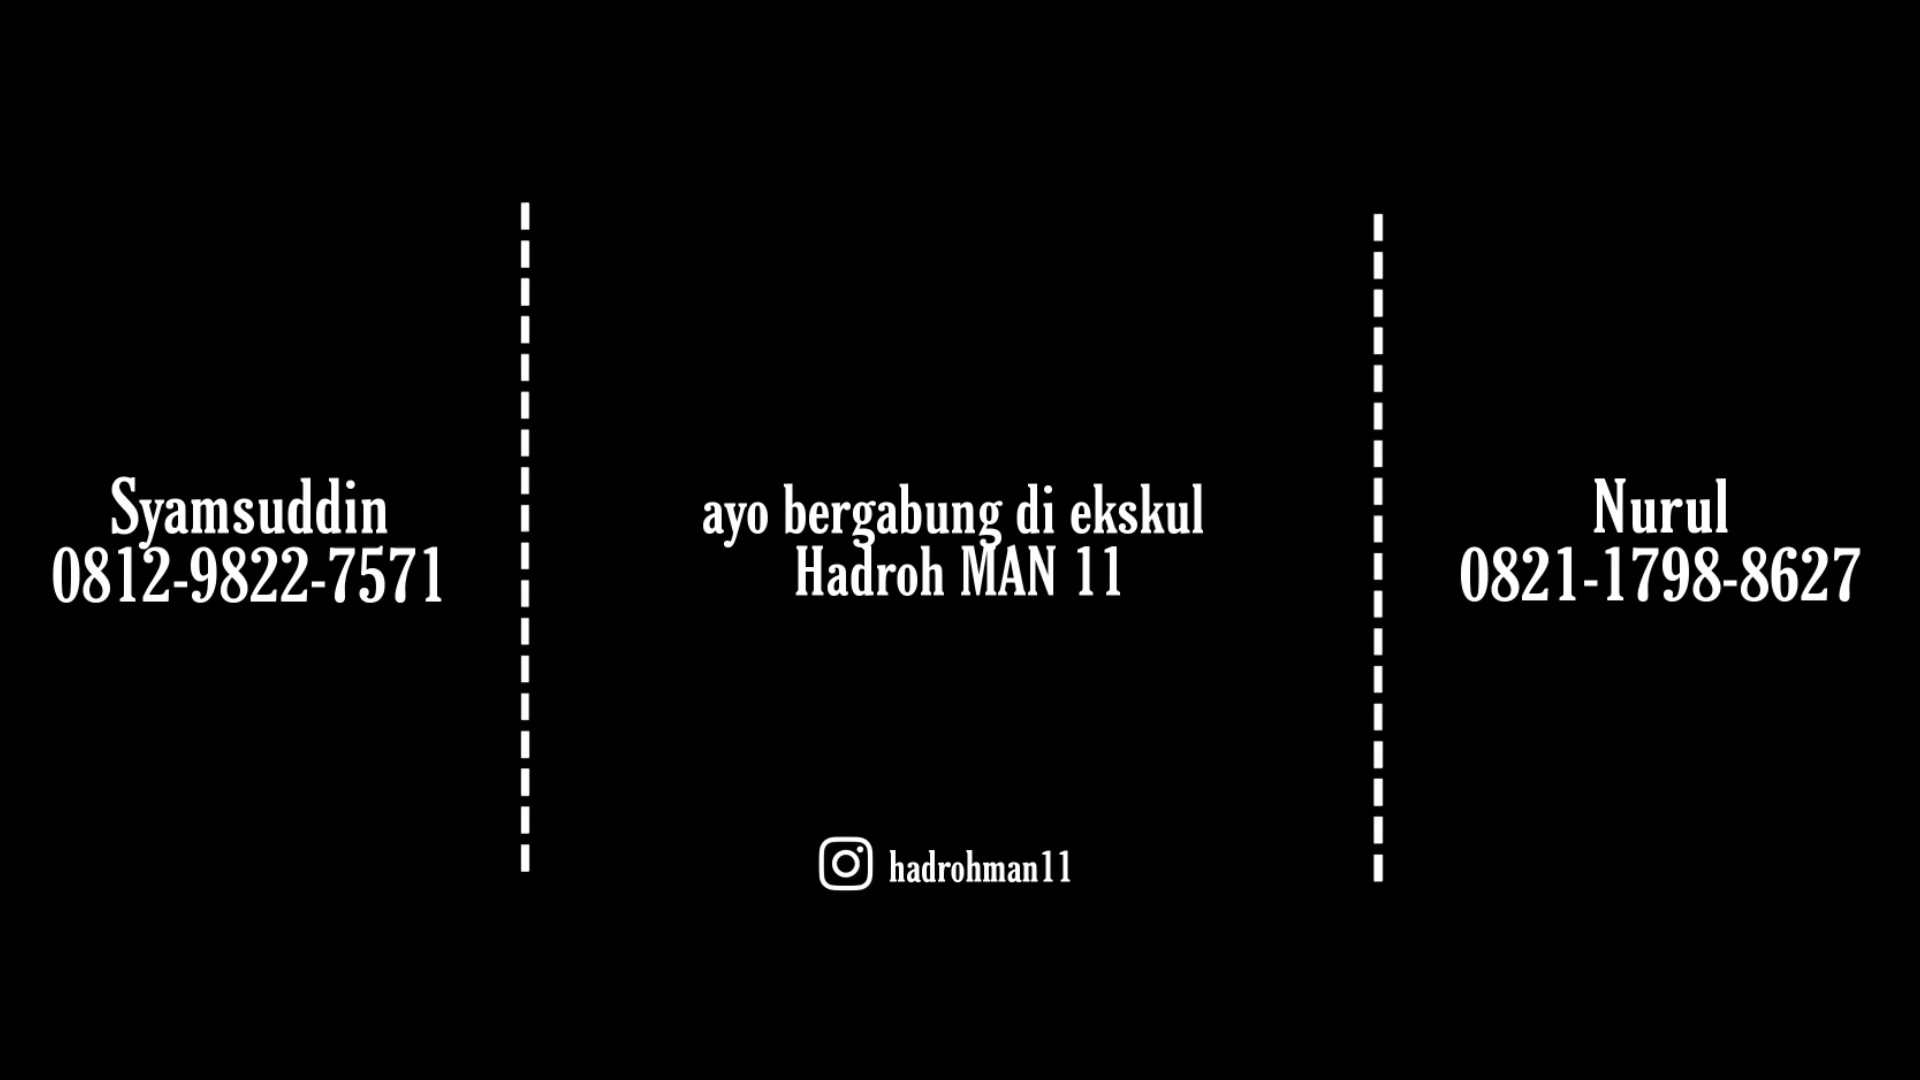 Syamsuddin
0812-9822-7571
ayo bergabung di ekskul
Hadroh MAN 11
hadrohman11
Nurul
0821-1798-8627